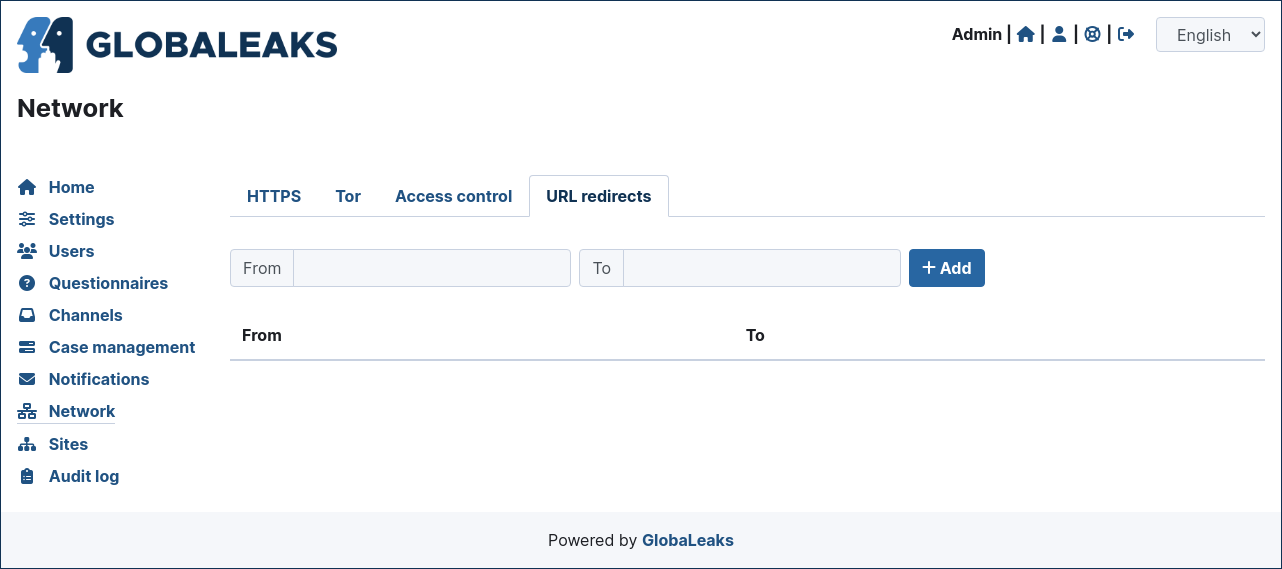 GLOBALEAKS
Admin | | | |
English
Network
Home
Settings
Users
Questionnaires
Channels
Case management
Notifications
Network
Sites
Audit log
HTTPS Tor Access control URL redirects
From To + Add
From To
Powered by GlobaLeaks